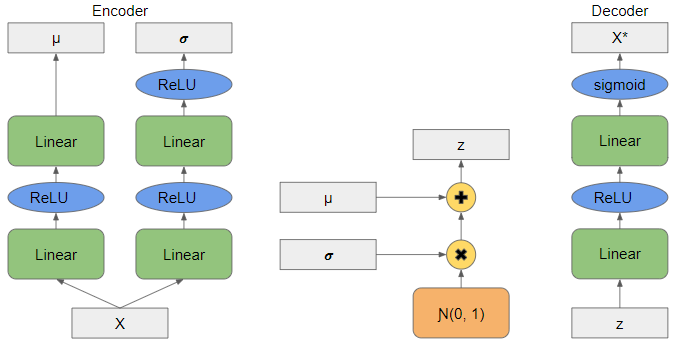 Encoder
μ
σ
ReLU
Linear
Linear
ReLU
ReLU
Linear
Linear
X
z
μ
σ
N(0, 1)
Decoder
X*
sigmoid
Linear
ReLU
Linear
z